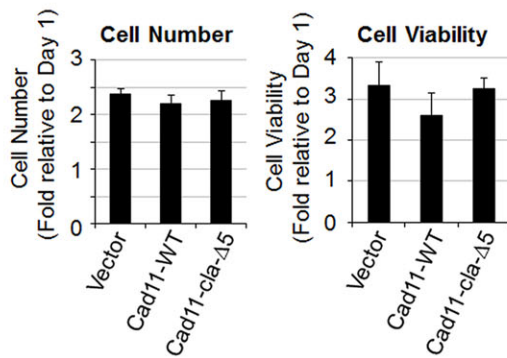 Cell Number
Cell Number
(Fold relative to Day 1)
3
2
1
0
Vector
Cad11-WT
Cad11-cla-Δ5
Cell Viability
Cell Viability
(Fold relative to Day 1)
4
3
2
1
0
Vector
Cad11-WT
Cad11-cla-Δ5